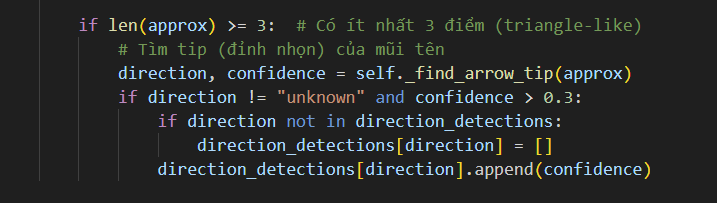 if len(approx) >= 3:  # Có ít nhất 3 điểm (triangle-like)
    # Tìm tip (đỉnh nhọn) của mũi tên
    direction, confidence = self._find_arrow_tip(approx)
    if direction != "unknown" and confidence > 0.3:
        if direction not in direction_detections:
            direction_detections[direction] = []
        direction_detections[direction].append(confidence)